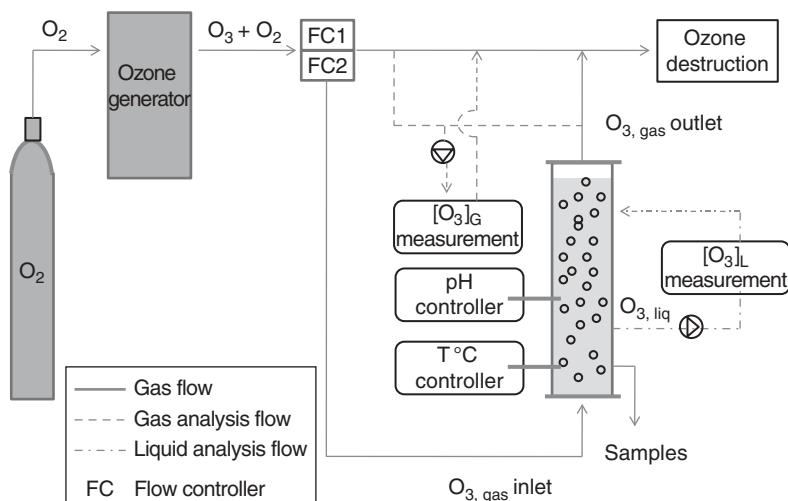 O₂
O₃ + O₂
Ozone
generator
FC1
FC2
Ozone
destruction
O₃, gas outlet
O₂
[O₃]G
measurement
[O₃]L
measurement
pH
controller
O₃, liq
T °C
controller
Gas flow
Gas analysis flow
Liquid analysis flow
FC Flow controller
Samples
O₃, gas inlet